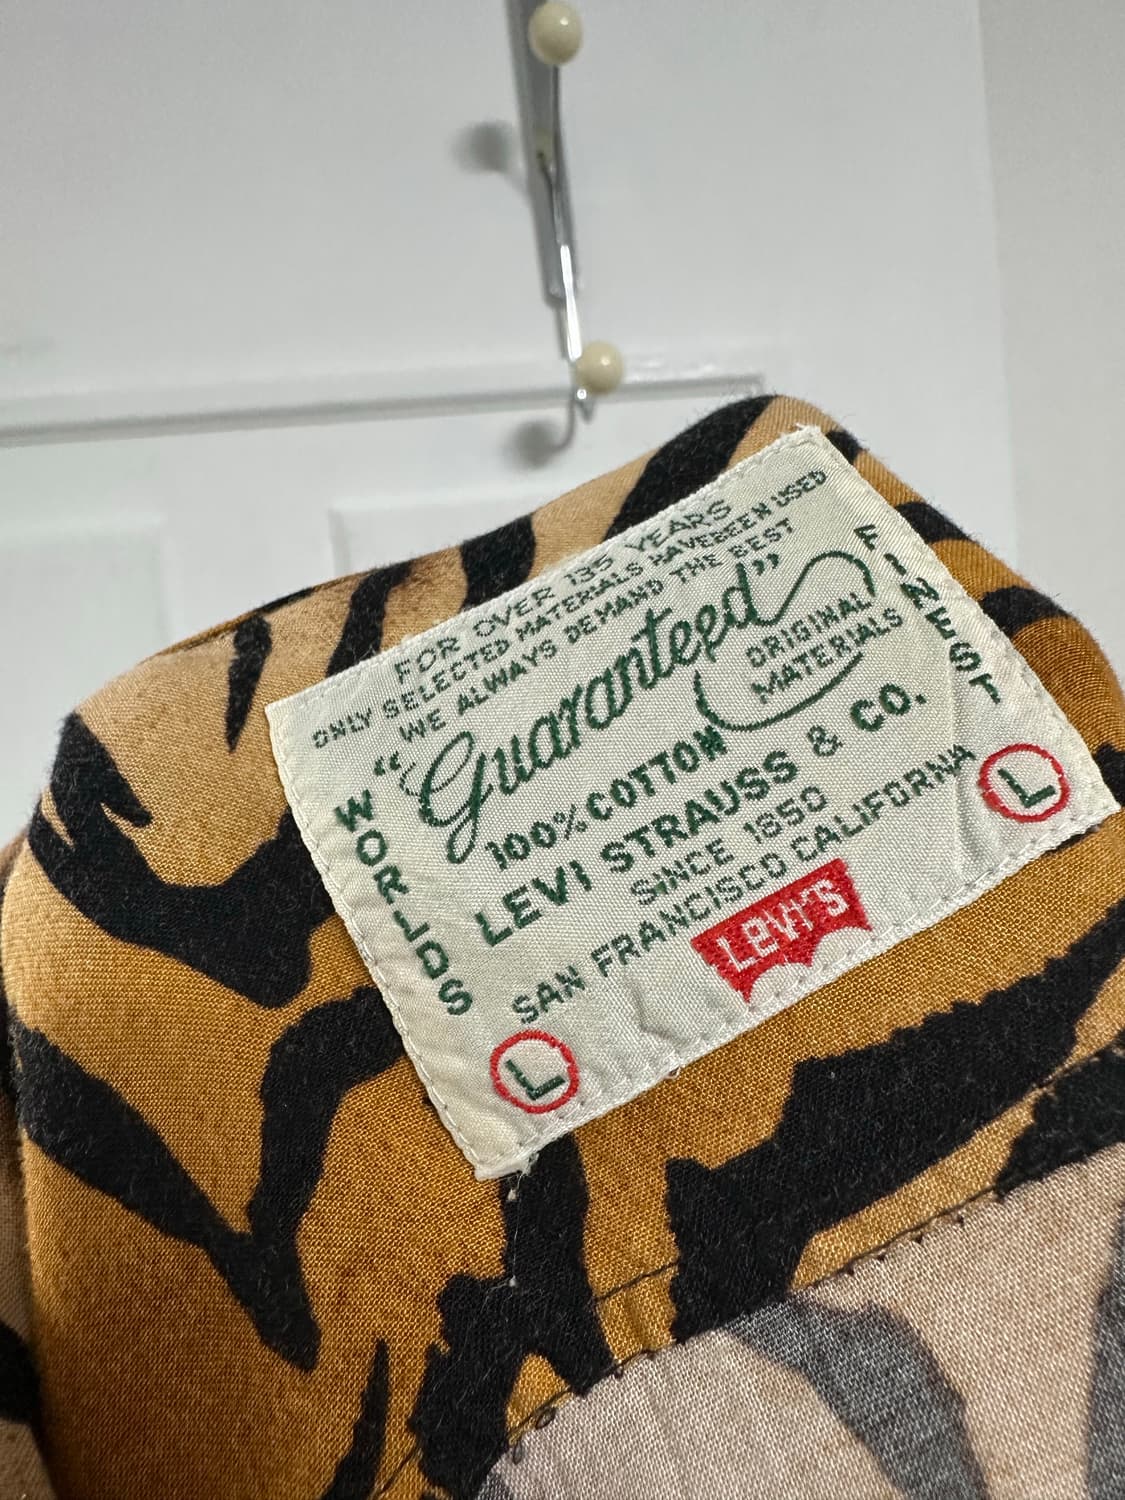 FOR OVER 135 YEARS
ONLY SELECTED MATERIALS HAVEBEEN USED
WE ALWAYS DEMAND THE BEST
"Guaranteed"
ORIGINAL
MATERIALS
100% COTTON
LEVI STRAUSS & CO.
SINCE 1850
SAN FRANCISCO CALIFORNA
WORLDS
FINEST
LEVI'S
L
L